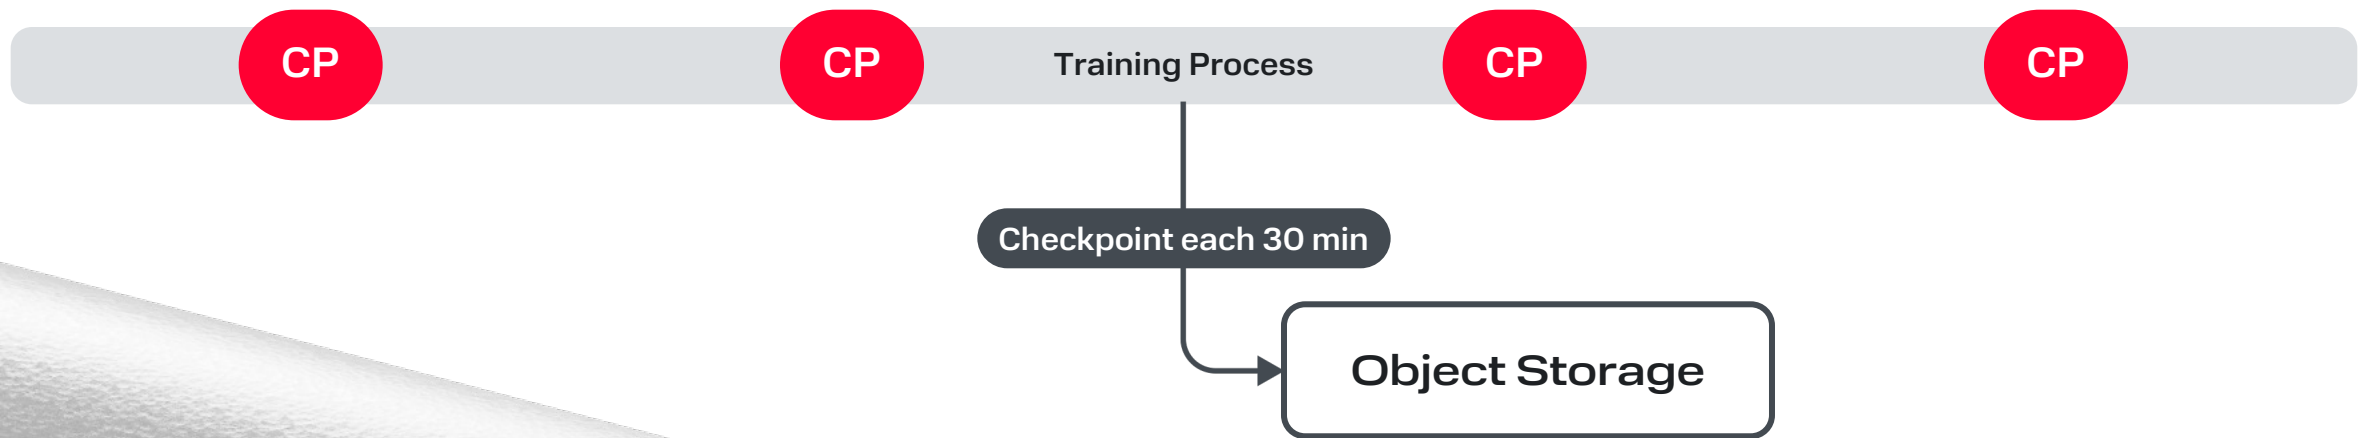 CP
CP
Training Process
CP
CP
Checkpoint each 30 min
Object Storage